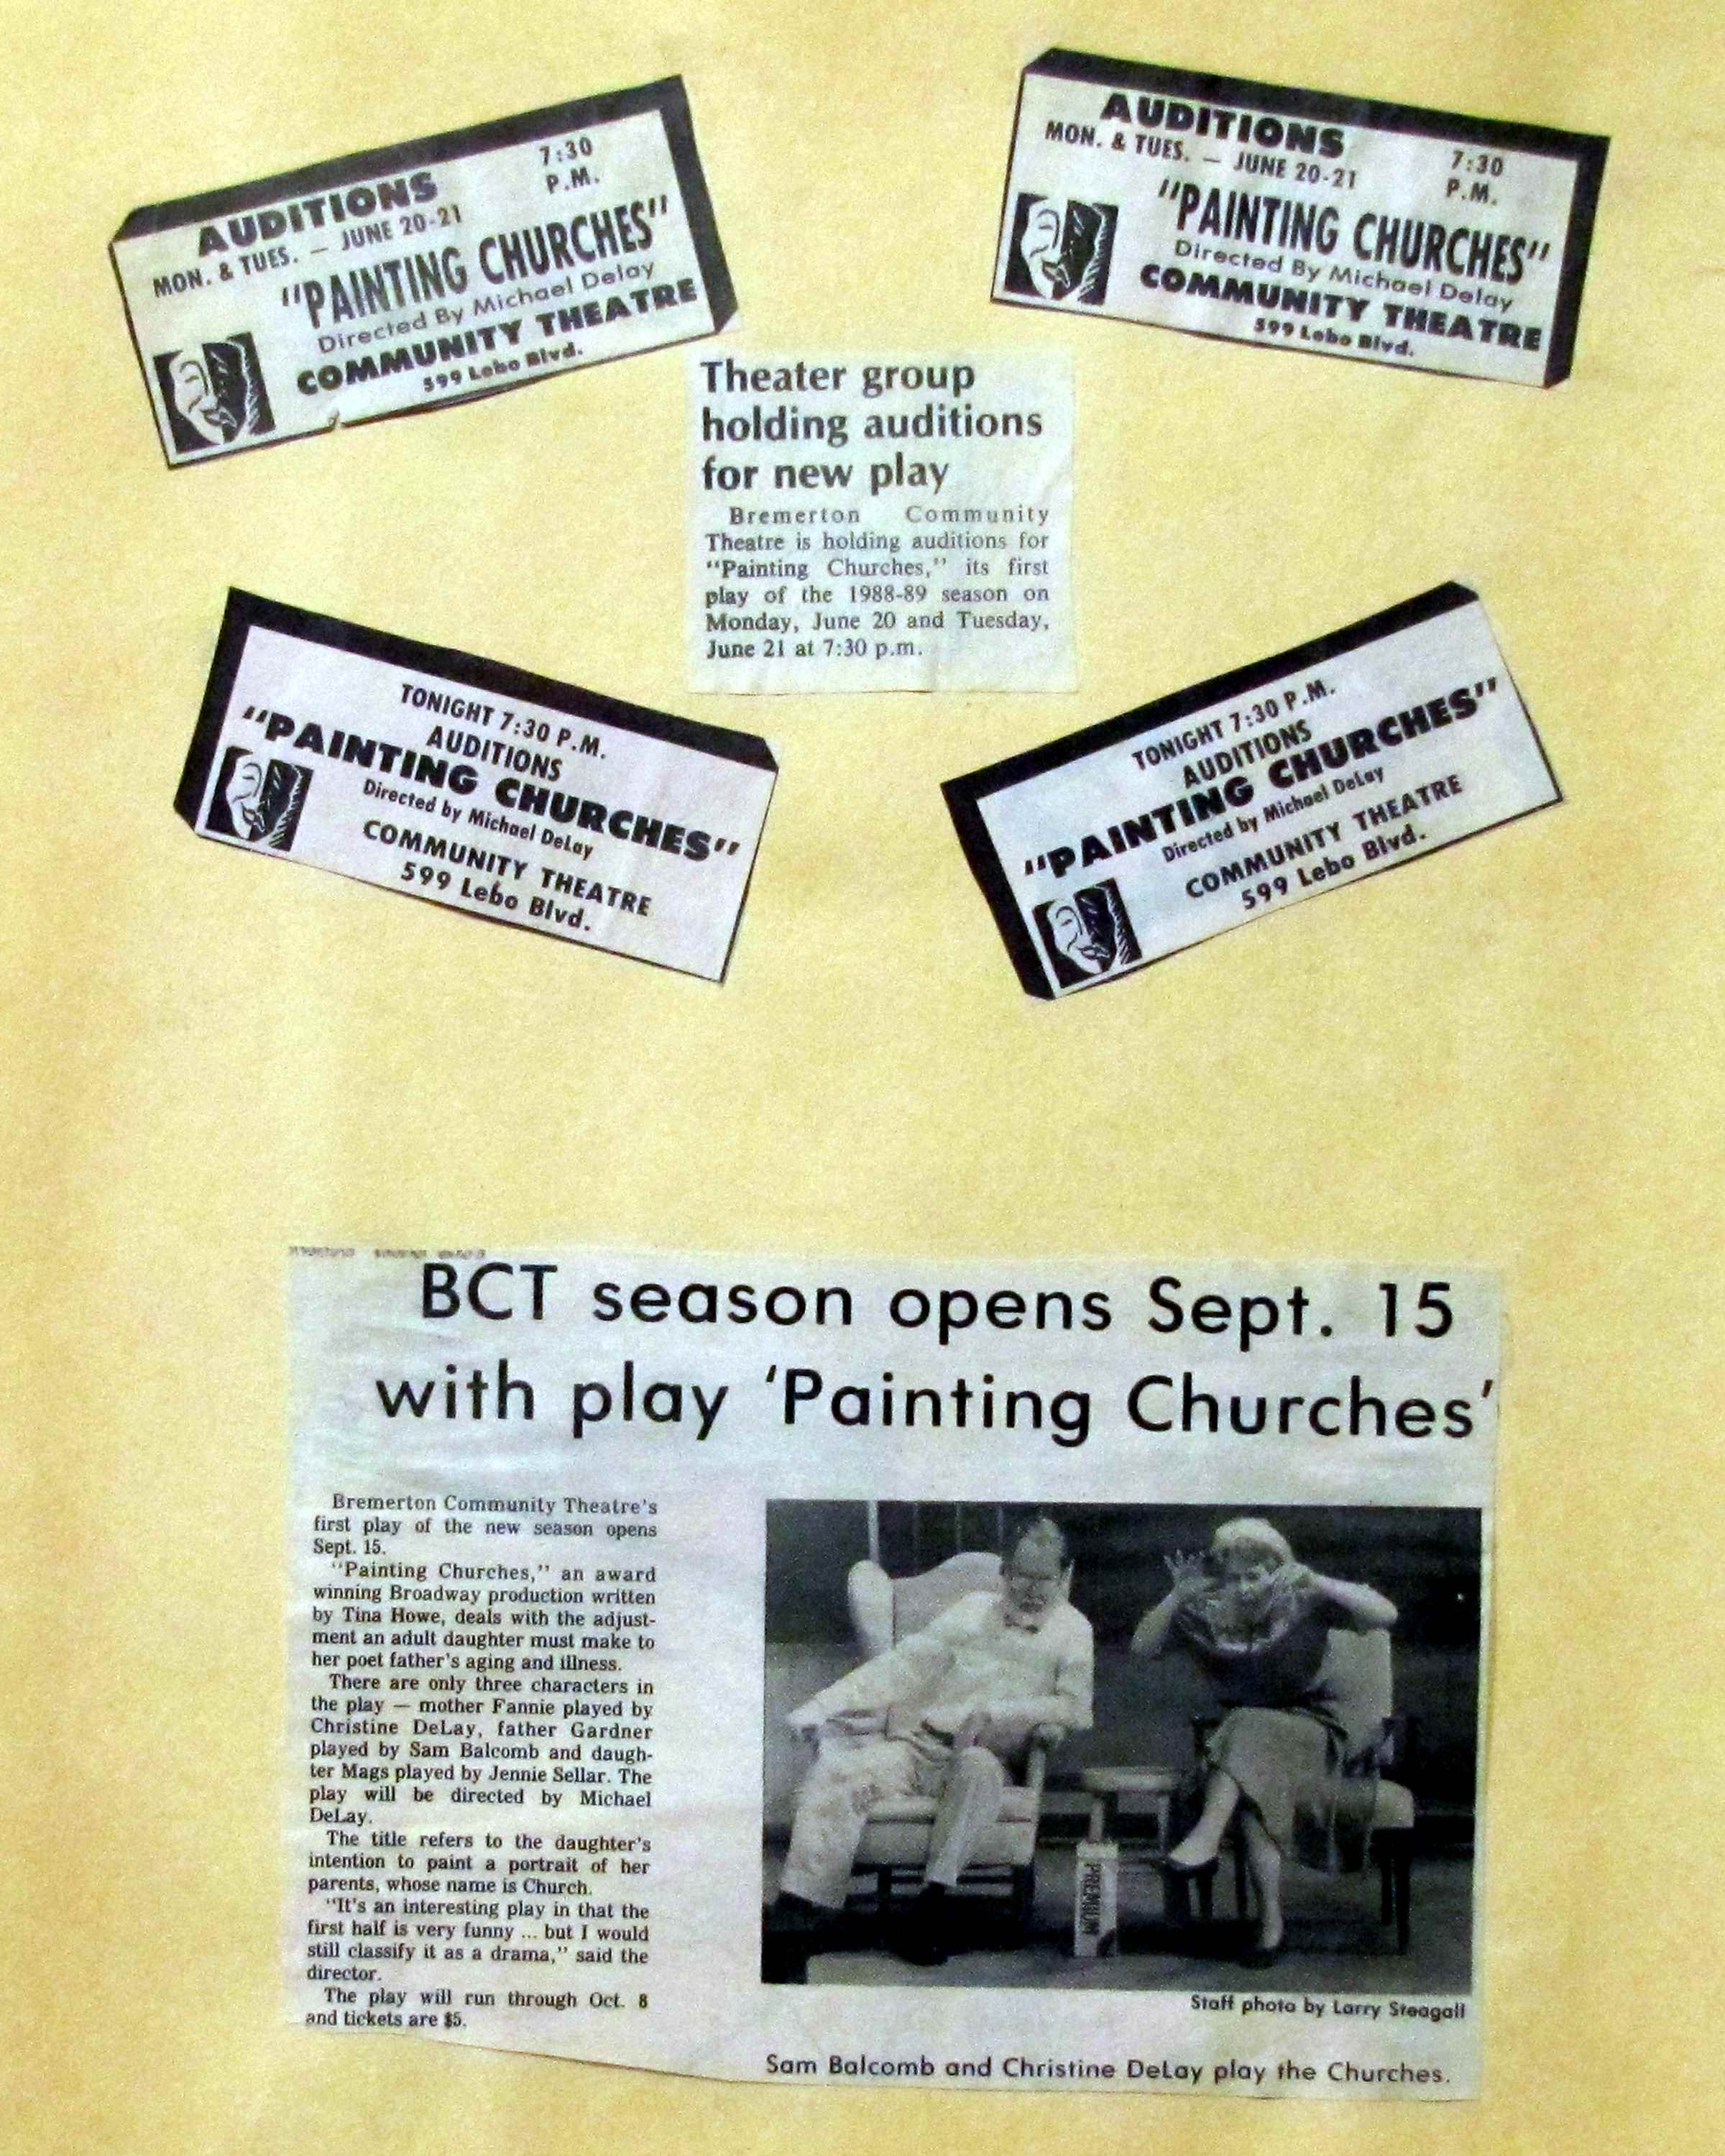 AUDITIONS
MON. & TUES. — JUNE 20-21
7:30
P.M.
"PAINTING CHURCHES"
Directed By Michael Delay
COMMUNITY THEATRE
599 Lebo Blvd.
AUDITIONS
MON. & TUES. — JUNE 20-21
7:30
P.M.
"PAINTING CHURCHES"
Directed By Michael Delay
COMMUNITY THEATRE
599 Lebo Blvd.
Theater group
holding auditions
for new play
Bremerton Community
Theatre is holding auditions for
"Painting Churches," its first
play of the 1988-89 season on
Monday, June 20 and Tuesday,
June 21 at 7:30 p.m.
TONIGHT 7:30 P.M.
AUDITIONS
"PAINTING CHURCHES"
Directed by Michael DeLay
COMMUNITY THEATRE
599 Lebo Blvd.
TONIGHT 7:30 P.M.
AUDITIONS
"PAINTING CHURCHES"
Directed by Michael DeLay
COMMUNITY THEATRE
599 Lebo Blvd.
BCT season opens Sept. 15
with play 'Painting Churches'
Bremerton Community Theatre's
first play of the new season opens
Sept. 15.
"Painting Churches," an award
winning Broadway production written
by Tina Howe, deals with the adjust-
ment an adult daughter must make to
her poet father's aging and illness.
There are only three characters in
the play — mother Fannie played by
Christine DeLay, father Gardner
played by Sam Balcomb and daugh-
ter Mags played by Jennie Sellar. The
play will be directed by Michael
DeLay.
The title refers to the daughter's
intention to paint a portrait of her
parents, whose name is Church.
"It's an interesting play in that the
first half is very funny ... but I would
still classify it as a drama," said the
director.
The play will run through Oct. 8
and tickets are $5.
PREMIUM
Staff photo by Larry Steagall
Sam Balcomb and Christine DeLay play the Churches.